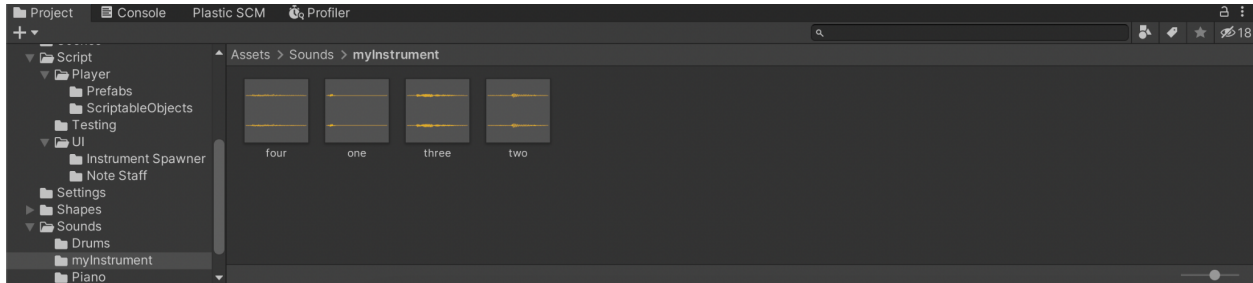 Project Console Plastic SCM Profiler
18
Script
Player
Prefabs
ScriptableObjects
Testing
UI
Instrument Spawner
Note Staff
Settings
Shapes
Sounds
Drums
myInstrument
Piano
Assets > Sounds > myInstrument
four one three two